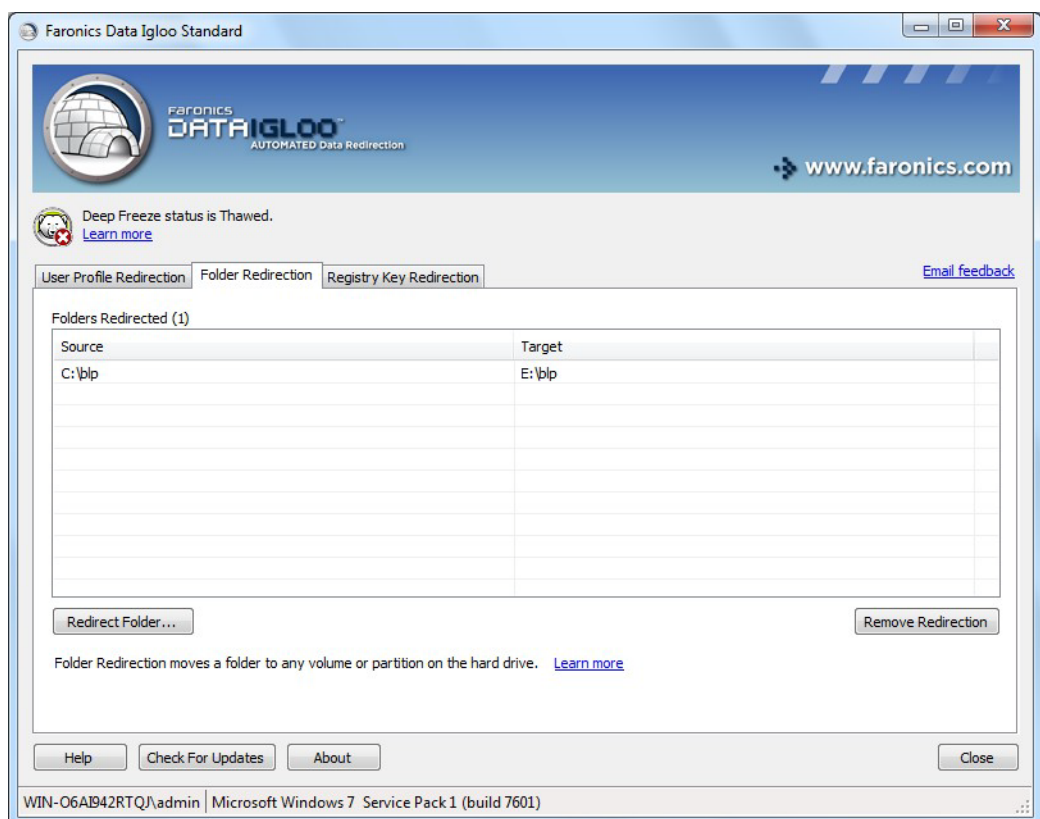 Faronics Data Igloo Standard
Faronics
DATAIGLOO™
AUTOMATED Data Redirection
www.faronics.com
Deep Freeze status is Thawed.
Learn more
User Profile Redirection Folder Redirection Registry Key Redirection Email feedback
Folders Redirected (1)
Source Target
C:\blp E:\blp
Redirect Folder... Remove Redirection
Folder Redirection moves a folder to any volume or partition on the hard drive. Learn more
Help Check For Updates About Close
WIN-O6AI942RTQJ\admin Microsoft Windows 7 Service Pack 1 (build 7601)